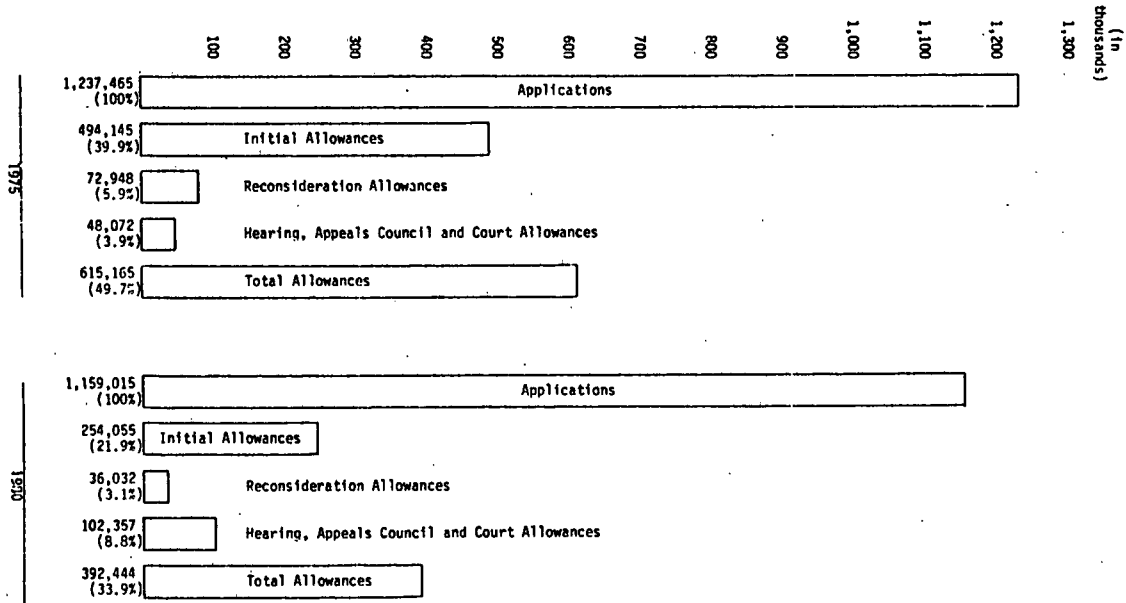 (in
thousands)
100
200
300
400
500
600
700
800
900
1,000
1,100
1,200
1,300
1975
1,237,465
(100%)
Applications
494,145
(39.9%)
Initial Allowances
72,948
(5.9%)
Reconsideration Allowances
48,072
(3.9%)
Hearing, Appeals Council and Court Allowances
615,165
(49.7%)
Total Allowances
1980
1,159,015
(100%)
Applications
254,055
(21.9%)
Initial Allowances
36,032
(3.1%)
Reconsideration Allowances
102,357
(8.8%)
Hearing, Appeals Council and Court Allowances
392,444
(33.9%)
Total Allowances